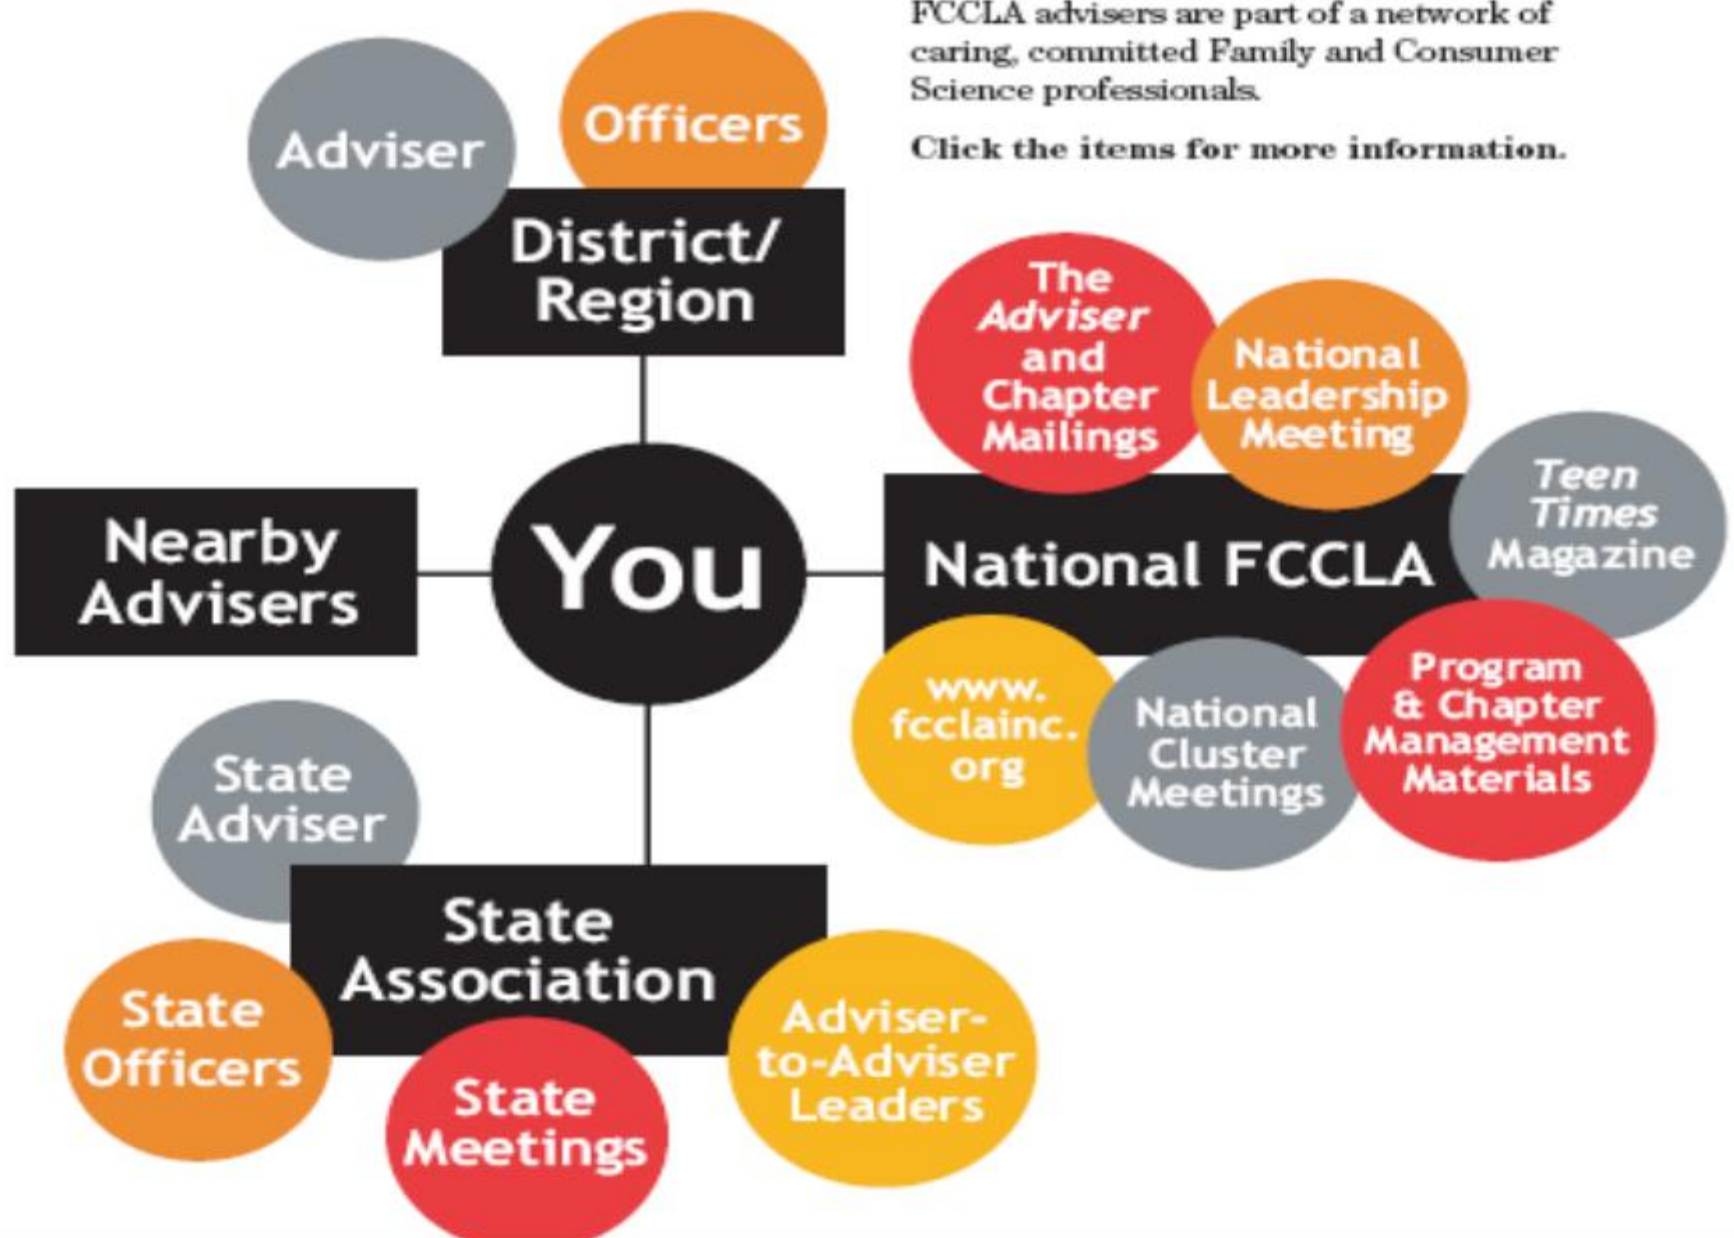 FCCLA advisers are part of a network of
caring, committed Family and Consumer
Science professionals.
Click the items for more information.
Adviser
Officers
District/
Region
The
Adviser
and
Chapter
Mailings
National
Leadership
Meeting
Teen
Times
Magazine
Nearby
Advisers
You
National FCCLA
www.
fcclainc.
org
National
Cluster
Meetings
Program
& Chapter
Management
Materials
State
Adviser
State
Association
State
Officers
State
Meetings
Adviser-
to-Adviser
Leaders